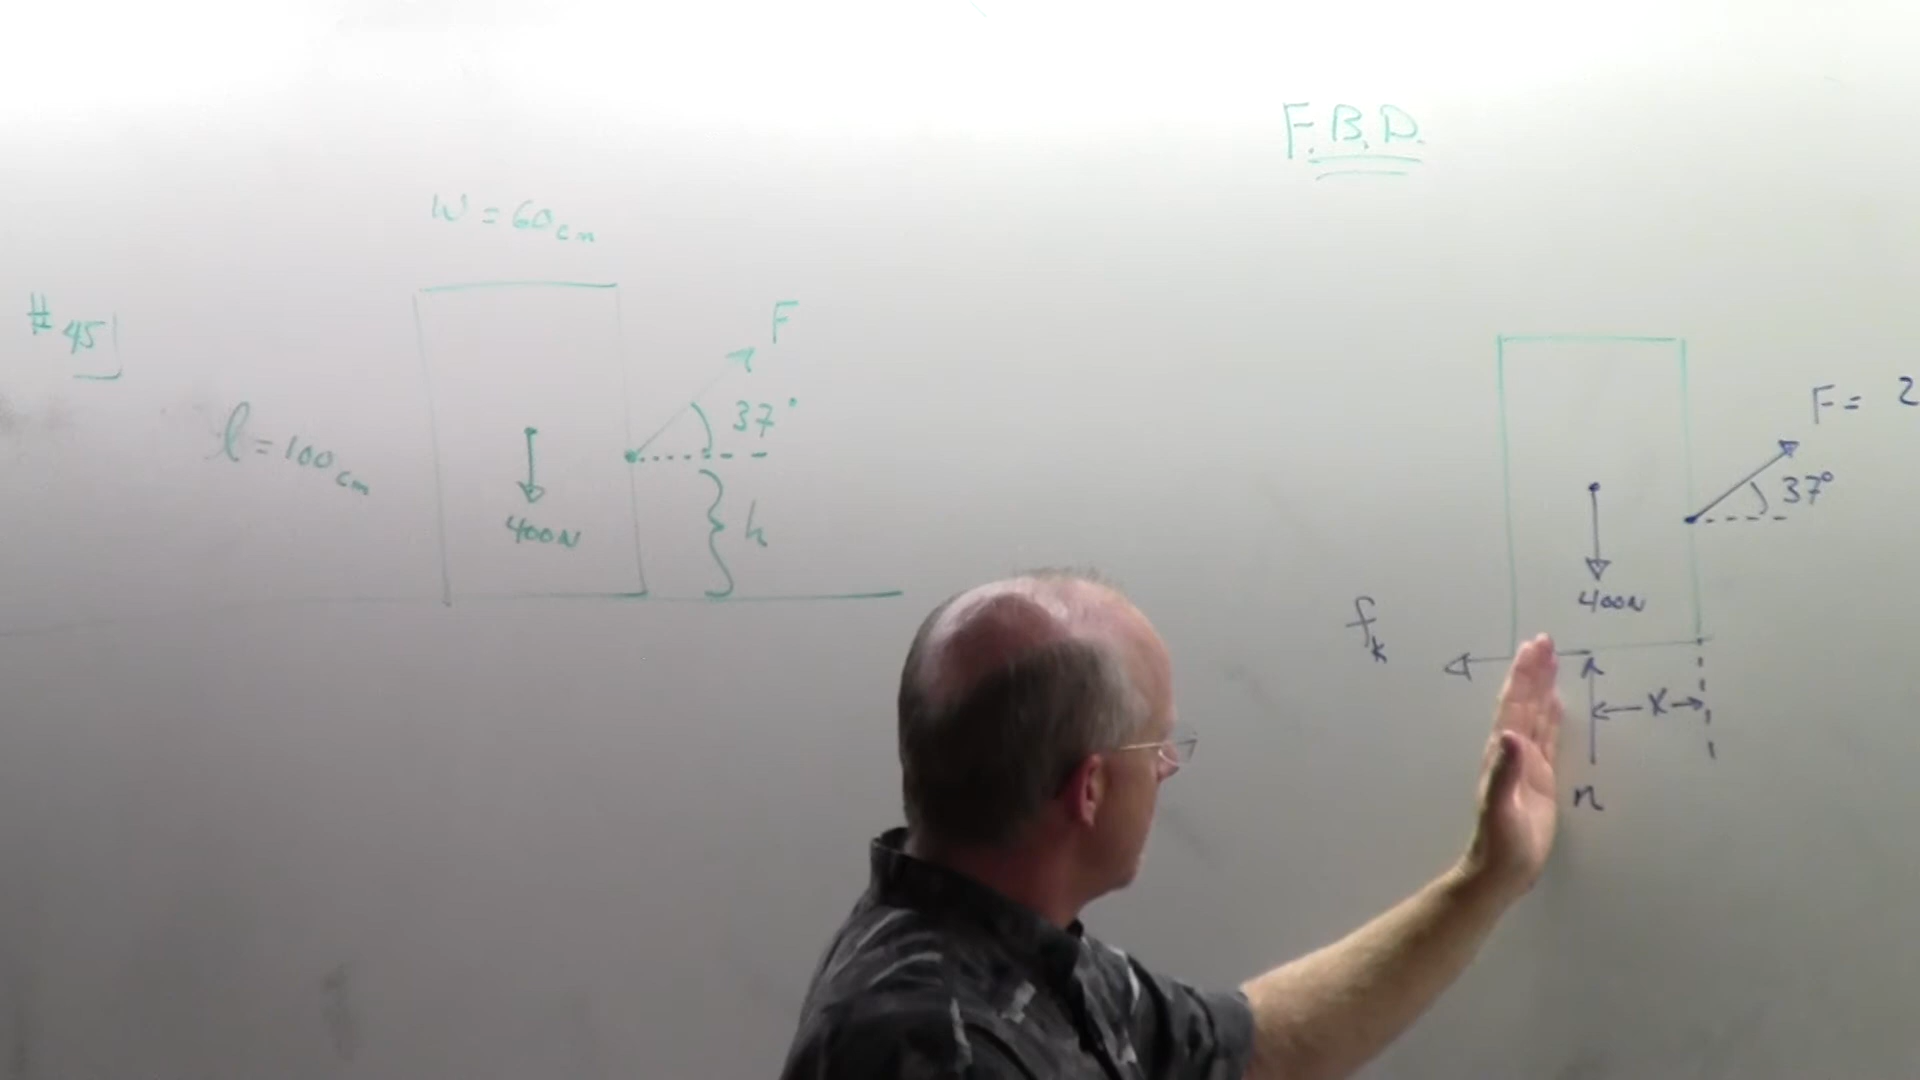 F.B.D.
w = 60cm
#45
F
37°
l = 100cm
400N
h
F = 2
37°
400N
fk
x
n